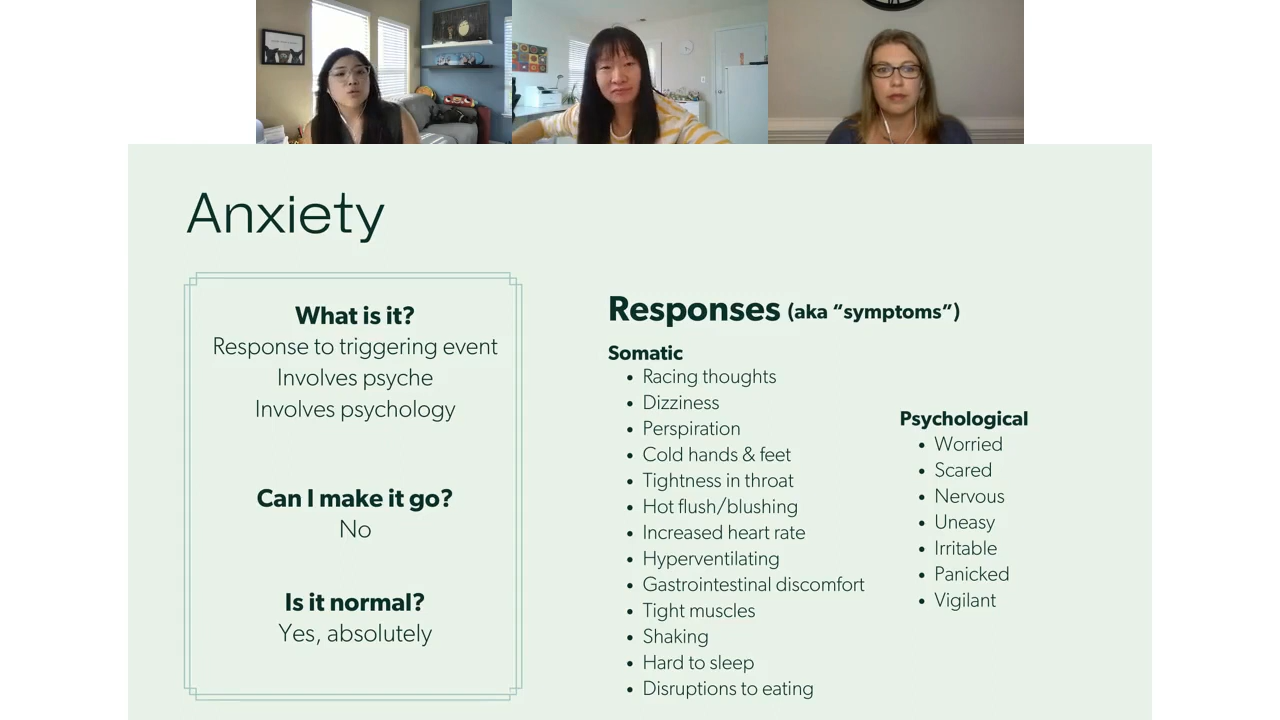 Anxiety
What is it?
Response to triggering event
Involves psyche
Involves psychology
Can I make it go?
No
Is it normal?
Yes, absolutely
Responses (aka “symptoms”)
Somatic
• Racing thoughts
• Dizziness
• Perspiration
• Cold hands & feet
• Tightness in throat
• Hot flush/blushing
• Increased heart rate
• Hyperventilating
• Gastrointestinal discomfort
• Tight muscles
• Shaking
• Hard to sleep
• Disruptions to eating
Psychological
• Worried
• Scared
• Nervous
• Uneasy
• Irritable
• Panicked
• Vigilant